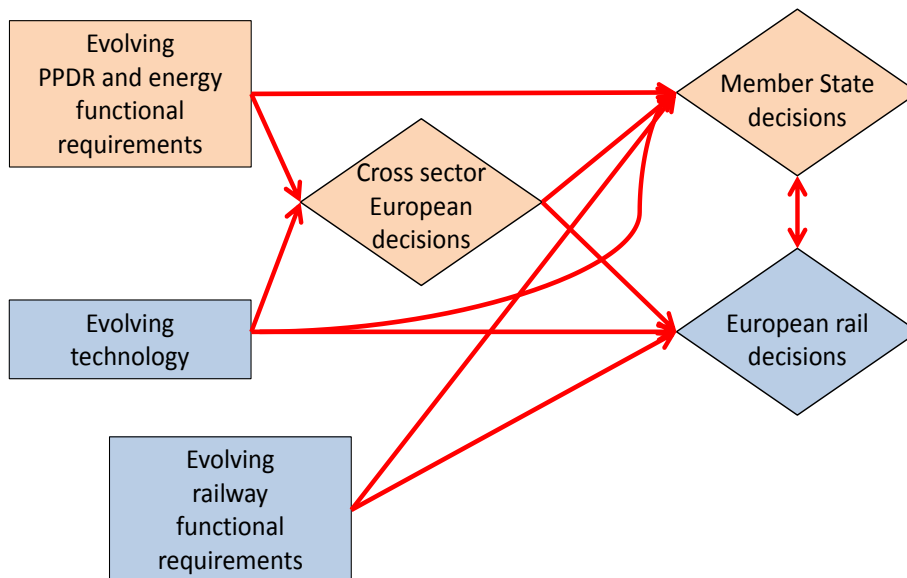 Evolving
PPDR and energy
functional
requirements
Member State
decisions
Cross sector
European
decisions
Evolving
technology
European rail
decisions
Evolving
railway
functional
requirements